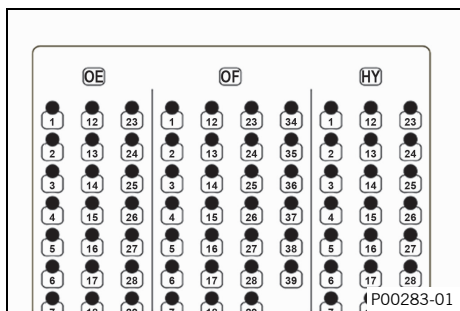 OE OF HY
1 12 23 1 12 23 34 1 12 23
2 13 24 2 13 24 35 2 13 24
3 14 25 3 14 25 36 3 14 25
4 15 26 4 15 26 37 4 15 26
5 16 27 5 16 27 38 5 16 27
6 17 28 6 17 28 39 6 17 28
P00283-01